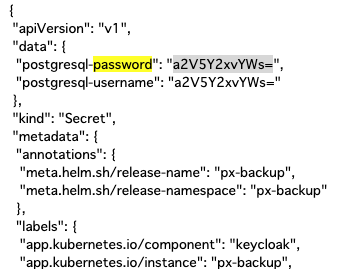 {
"apiVersion": "v1",
"data": {
"postgresql-password": "a2V5Y2xvYWs=",
"postgresql-username": "a2V5Y2xvYWs="
},
"kind": "Secret",
"metadata": {
"annotations": {
"meta.helm.sh/release-name": "px-backup",
"meta.helm.sh/release-namespace": "px-backup"
},
"labels": {
"app.kubernetes.io/component": "keycloak",
"app.kubernetes.io/instance": "px-backup",